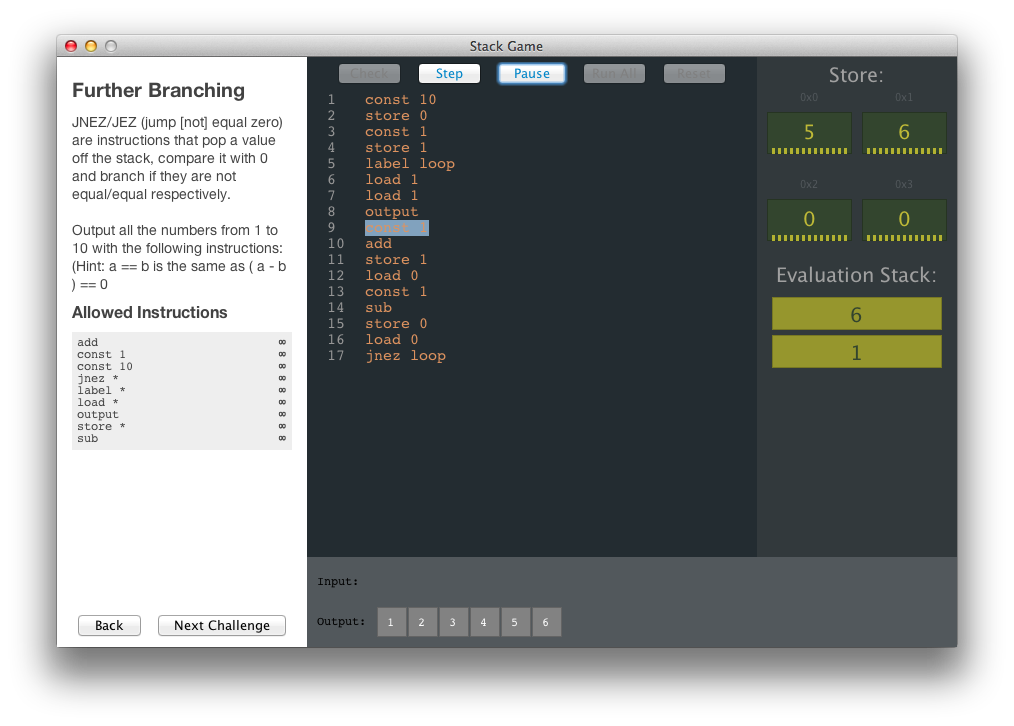 Stack Game
Further Branching
JNEZ/JEZ (jump [not] equal zero)
are instructions that pop a value
off the stack, compare it with 0
and branch if they are not
equal/equal respectively.
Output all the numbers from 1 to
10 with the following instructions:
(Hint: a == b is the same as ( a - b
) == 0
Allowed Instructions
add ∞
const 1 ∞
const 10 ∞
jnez * ∞
label * ∞
load * ∞
output ∞
store * ∞
sub ∞
Back Next Challenge
Check Step Pause Run All Reset
1 const 10
2 store 0
3 const 1
4 store 1
5 label loop
6 load 1
7 load 1
8 output
9 const 1
10 add
11 store 1
12 load 0
13 const 1
14 sub
15 store 0
16 load 0
17 jnez loop
Store:
0x0 0x1
5 6
0x2 0x3
0 0
Evaluation Stack:
6
1
Input:
Output: 1 2 3 4 5 6